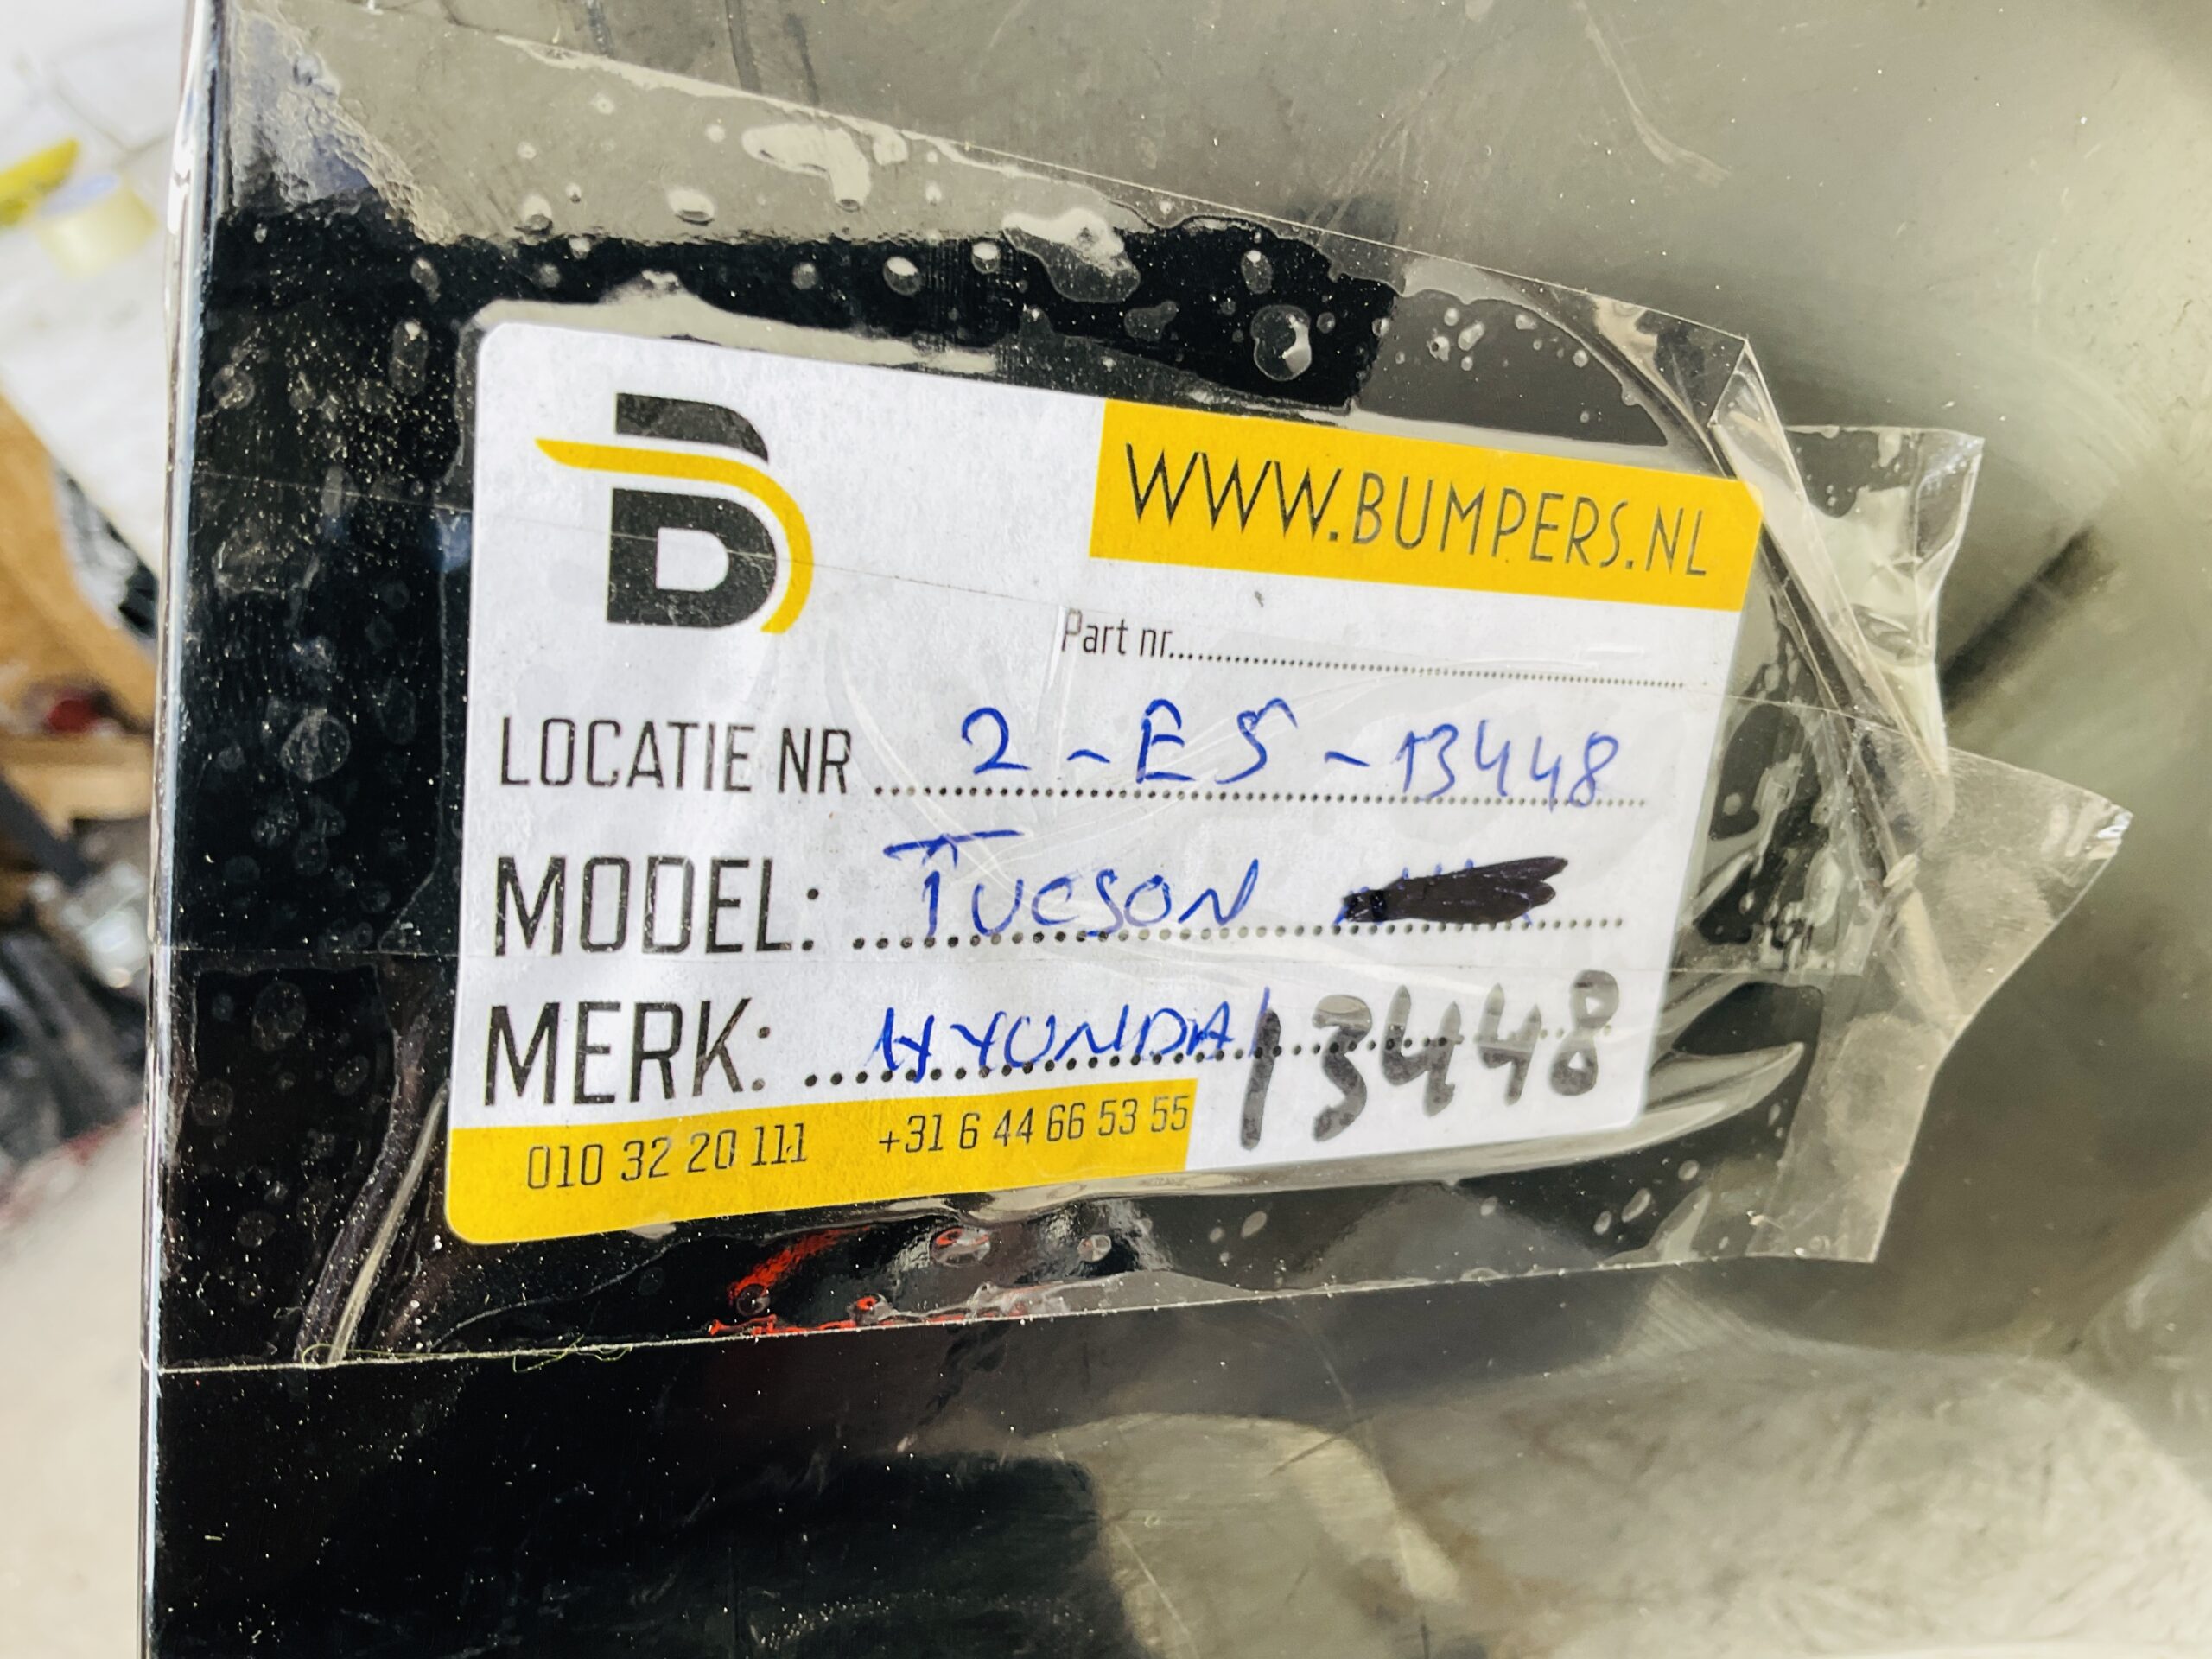 WWW.BUMPERS.NL
Part nr.
LOCATIE NR 2-ES-13448
MODEL: TUCSON
MERK: HYUNDAI 13448
010 32 20 111 +31 6 44 66 53 55